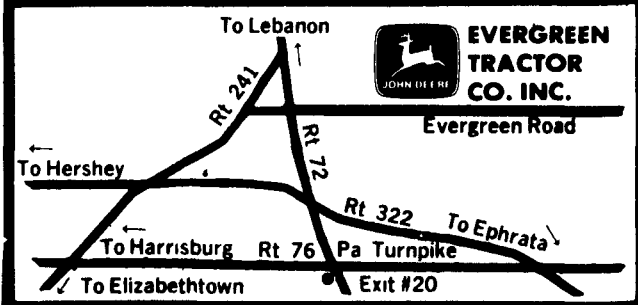 To Lebanon
EVERGREEN
TRACTOR
CO. INC.
JOHN DEERE
Rt 241
Evergreen Road
Rt 72
To Hershey
Rt 322
To Ephrata
To Harrisburg Rt 76 Pa Turnpike
To Elizabethtown
Exit #20